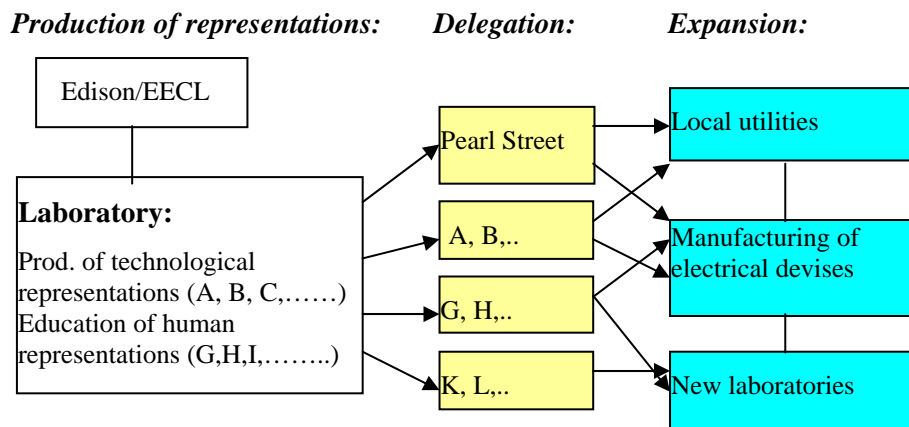 Production of representations:
Delegation:
Expansion:
Edison/EECL
Laboratory:
Prod. of technological
representations (A, B, C,……)
Education of human
representations (G,H,I,……..)
Pearl Street
A, B,..
G, H,..
K, L,..
Local utilities
Manufacturing of
electrical devises
New laboratories